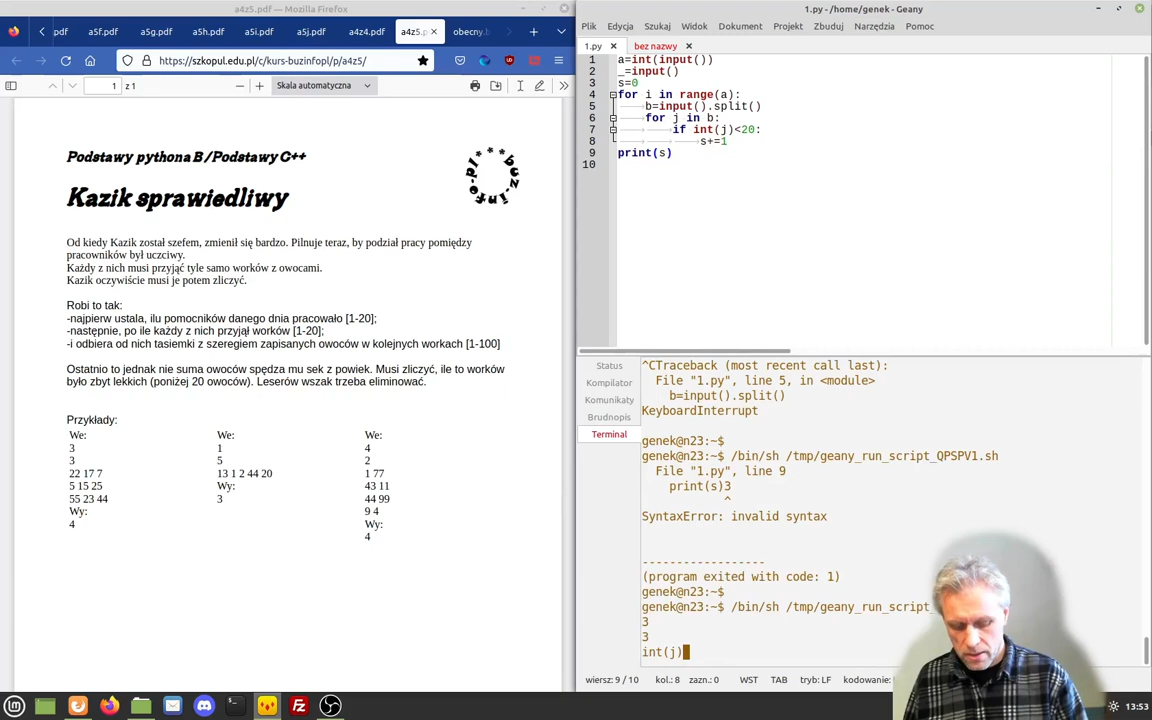 a4z5.pdf — Mozilla Firefox
.pdf
a5f.pdf
a5g.pdf
a5h.pdf
a5i.pdf
a5j.pdf
a4z4.pdf
a4z5.p
obecny.b
https://szkopul.edu.pl/c/kurs-buzinfopl/p/a4z5/
1 z 1
Skala automatyczna
Podstawy pythona B /Podstawy C++
Kazik sprawiedliwy
* * * buz.info.pl
Od kiedy Kazik został szefem, zmienił się bardzo. Pilnuje teraz, by podział pracy pomiędzy
pracowników był uczciwy.
Każdy z nich musi przyjąć tyle samo worków z owocami.
Kazik oczywiście musi je potem zliczyć.
Robi to tak:
-najpierw ustala, ilu pomocników danego dnia pracowało [1-20];
-następnie, po ile każdy z nich przyjął worków [1-20];
-i odbiera od nich tasiemki z szeregiem zapisanych owoców w kolejnych workach [1-100]
Ostatnio to jednak nie suma owoców spędza mu sek z powiek. Musi zliczyć, ile to worków
było zbyt lekkich (poniżej 20 owoców). Leserów wszak trzeba eliminować.
Przykłady:
We:
3
3
22 17 7
5 15 25
55 23 44
Wy:
4
We:
1
5
13 1 2 44 20
Wy:
3
We:
4
2
1 77
43 11
44 99
9 4
Wy:
4
1.py - /home/genek - Geany
Plik Edycja Szukaj Widok Dokument Projekt Zbuduj Narzędzia Pomoc
1.py
bez nazwy
1 a=int(input())
2 _=input()
3 s=0
4 for i in range(a):
5 b=input().split()
6 for j in b:
7 if int(j)<20:
8 s+=1
9 print(s)
10
Status
Kompilator
Komunikaty
Brudnopis
Terminal
^CTraceback (most recent call last):
File "1.py", line 5, in <module>
b=input().split()
KeyboardInterrupt
genek@n23:~$
genek@n23:~$ /bin/sh /tmp/geany_run_script_QPSPV1.sh
File "1.py", line 9
print(s)3
^
SyntaxError: invalid syntax
------------------
(program exited with code: 1)
genek@n23:~$
genek@n23:~$ /bin/sh /tmp/geany_run_script_
3
3
int(j)
wiersz: 9 / 10 kol.: 8 zazn.: 0 WST TAB tryb: LF kodowanie:
13:53